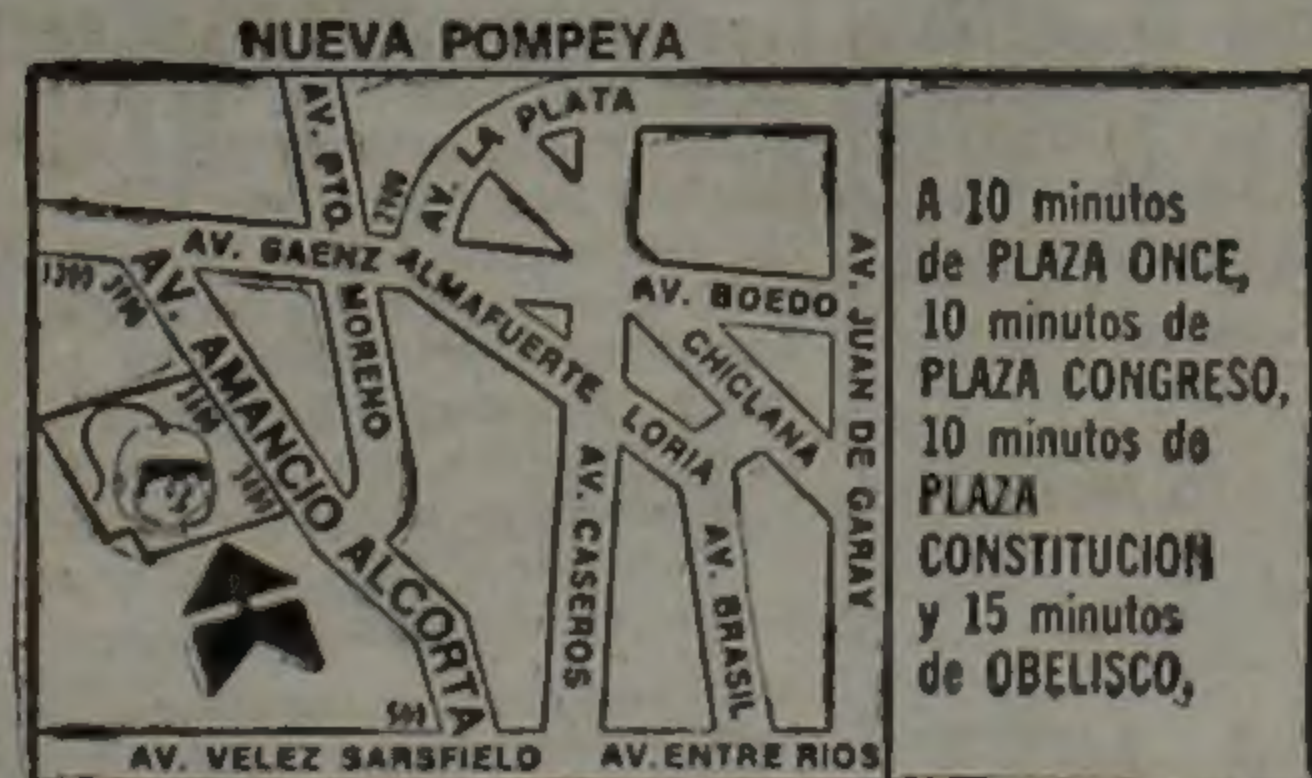 NUEVA POMPEYA
AV. PTO.
MORENO
AV. LA PLATA
AV. SAENZ
ALMAFUERTE
LORIA
AV. BOEDO
CHICLANA
AV. JUAN DE GARAY
AV. AMANCIO ALCORTA
AV. CASEROS
AV. BRASIL
AV. VELEZ SARSFIELD
AV. ENTRE RIOS
A 10 minutos
de PLAZA ONCE,
10 minutos de
PLAZA CONGRESO,
10 minutos de
PLAZA
CONSTITUCION
y 15 minutos
de OBELISCO,